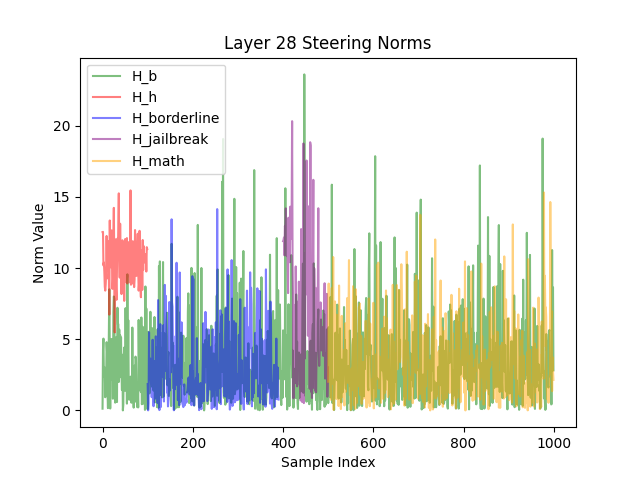 Layer 28 Steering Norms
H_b
H_h
H_borderline
H_jailbreak
H_math
Norm Value
20
15
10
5
0
0 200 400 600 800 1000
Sample Index